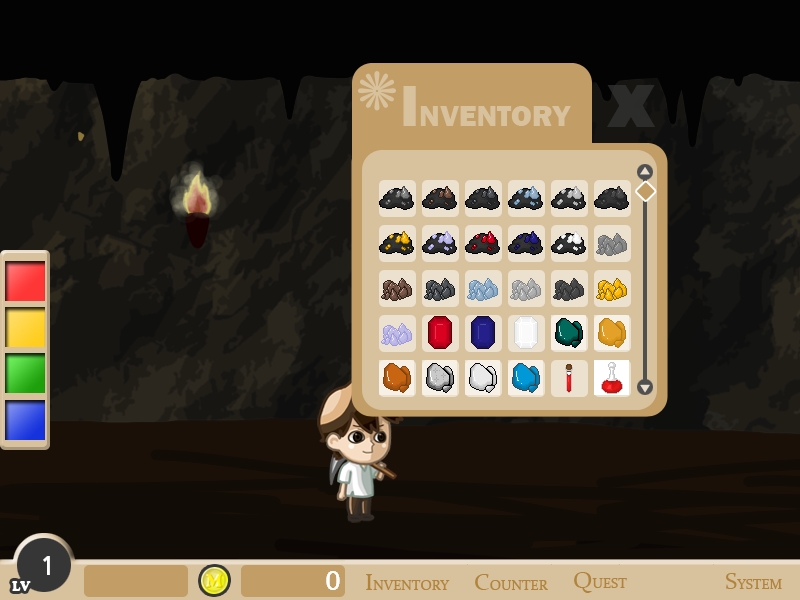 INVENTORY X
1
LV
M
0
INVENTORY
COUNTER
QUEST
SYSTEM